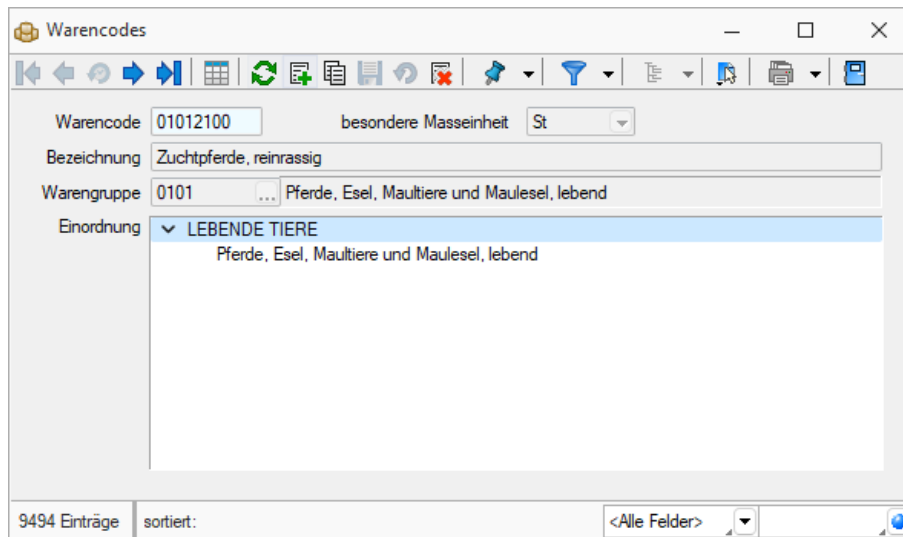 Warencodes
Warencode 01012100 besondere Masseinheit St
Bezeichnung Zuchtpferde, reinrassig
Warengruppe 0101 ... Pferde, Esel, Maultiere und Maulesel, lebend
Einordnung LEBENDE TIERE
Pferde, Esel, Maultiere und Maulesel, lebend
9494 Einträge sortiert: <Alle Felder>